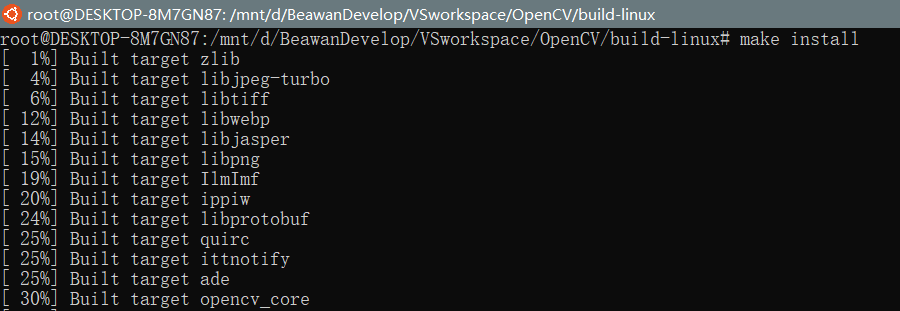 root@DESKTOP-8M7GN87: /mnt/d/BeawanDevelop/VSworkspace/OpenCV/build-linux
root@DESKTOP-8M7GN87:/mnt/d/BeawanDevelop/VSworkspace/OpenCV/build-linux# make install
[  1%] Built target zlib
[  4%] Built target libjpeg-turbo
[  6%] Built target libtiff
[ 12%] Built target libwebp
[ 14%] Built target libjasper
[ 15%] Built target libpng
[ 19%] Built target IlmImf
[ 20%] Built target ippiw
[ 24%] Built target libprotobuf
[ 25%] Built target quirc
[ 25%] Built target ittnotify
[ 25%] Built target ade
[ 30%] Built target opencv_core